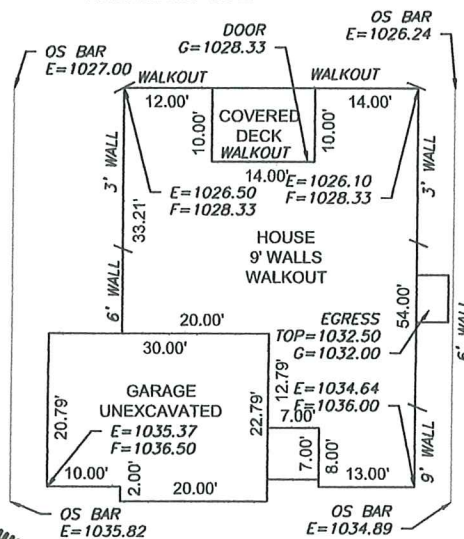 OS BAR
E=1027.00
DOOR
G=1028.33
OS BAR
E=1026.24
WALKOUT
WALKOUT
12.00'
14.00'
COVERED
DECK
WALKOUT
10.00'
10.00'
14.00'
3' WALL
3' WALL
E=1026.50
F=1028.33
E=1026.10
F=1028.33
33.21'
HOUSE
9' WALLS
WALKOUT
6' WALL
54.00'
6' WALL
20.00'
30.00'
EGRESS
TOP=1032.50
G=1032.00
12.79'
E=1034.64
F=1036.00
GARAGE
UNEXCAVATED
20.79'
22.79'
7.00'
E=1035.37
F=1036.50
7.00'
8.00'
9' WALL
10.00'
2.00'
20.00'
13.00'
OS BAR
E=1035.82
OS BAR
E=1034.89